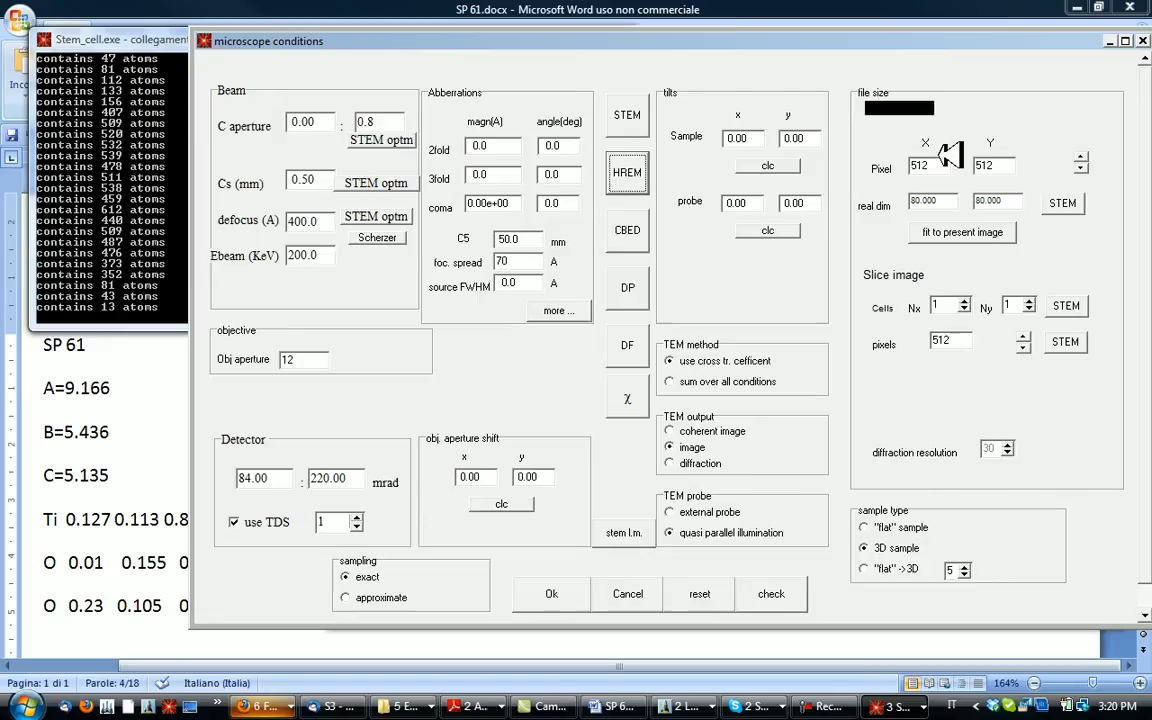 SP 61.docx - Microsoft Word uso non commerciale
Stem_cell.exe - collegament
contains 47 atoms
contains 81 atoms
contains 112 atoms
contains 133 atoms
contains 156 atoms
contains 407 atoms
contains 509 atoms
contains 520 atoms
contains 532 atoms
contains 539 atoms
contains 478 atoms
contains 511 atoms
contains 538 atoms
contains 459 atoms
contains 612 atoms
contains 440 atoms
contains 509 atoms
contains 487 atoms
contains 476 atoms
contains 373 atoms
contains 352 atoms
contains 81 atoms
contains 43 atoms
contains 13 atoms
Inco
SP 61
A=9.166
B=5.436
C=5.135
Ti 0.127 0.113 0.8
O 0.01 0.155 0
O 0.23 0.105 0
microscope conditions
Beam
C aperture 0.00 : 0.8
STEM optm
Cs (mm) 0.50 STEM optm
defocus (A) 400.0 STEM optm
Scherzer
Ebeam (KeV) 200.0
Abberrations
magn(A) angle(deg)
2fold 0.0 0.0
3fold 0.0 0.0
coma 0.00e+00 0.0
C5 50.0 mm
foc. spread 70 A
source FWHM 0.0 A
more ...
objective
Obj aperture 12
Detector
84.00 : 220.00 mrad
use TDS 1
obj. aperture shift
x y
0.00 0.00
clc
sampling
exact
approximate
STEM
HREM
CBED
DP
DF
χ
stem l.m.
tilts
x y
Sample 0.00 0.00
clc
probe 0.00 0.00
clc
TEM method
use cross tr. cefficent
sum over all conditions
TEM output
coherent image
image
diffraction
TEM probe
external probe
quasi parallel illumination
Ok Cancel reset check
file size
X Y
Pixel 512 512
real dim 80.000 80.000 STEM
fit to present image
Slice image
Cells Nx 1 Ny 1 STEM
pixels 512 STEM
diffraction resolution 30
sample type
"flat" sample
3D sample
"flat" ->3D 5
Pagina: 1 di 1 Parole: 4/18 Italiano (Italia) 164%
6 F... S3 - ... 5 E... 2 A... Cam... SP 6... 2 L... 2 S... Rec... 3 S... IT 3:20 PM